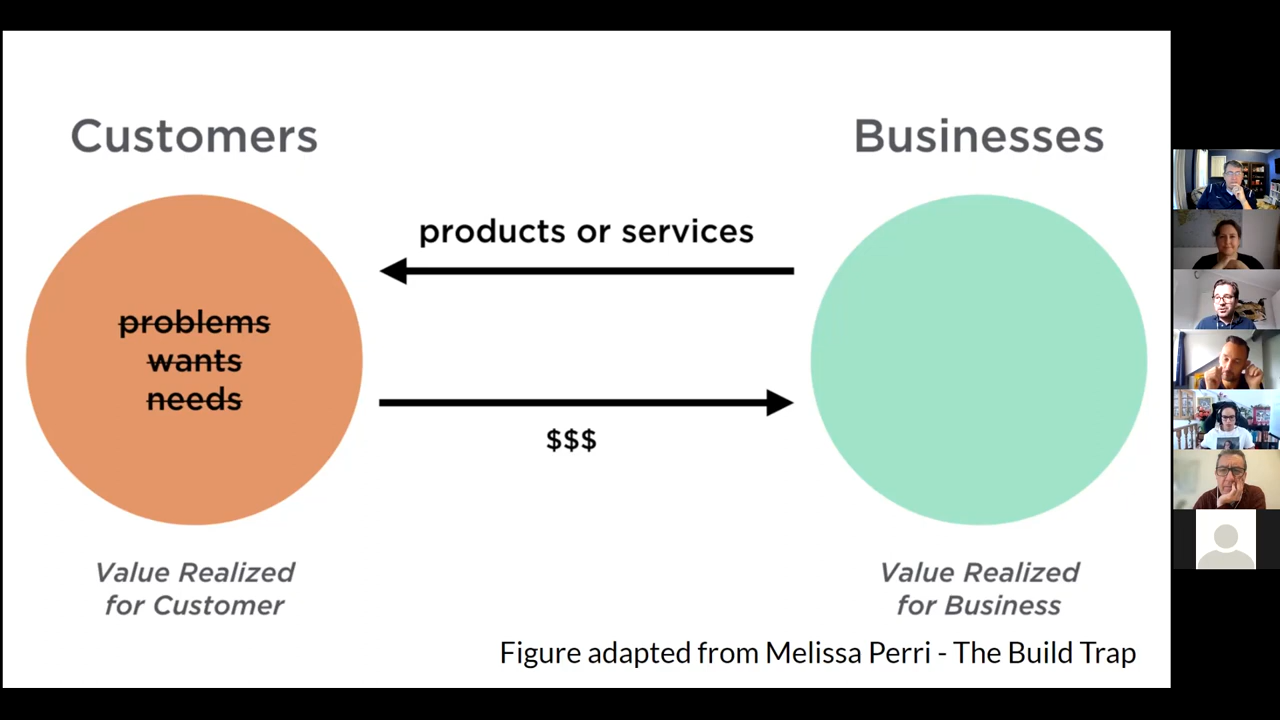 Customers
Businesses
products or services
problems
wants
needs
$$$
Value Realized
for Customer
Value Realized
for Business
Figure adapted from Melissa Perri - The Build Trap